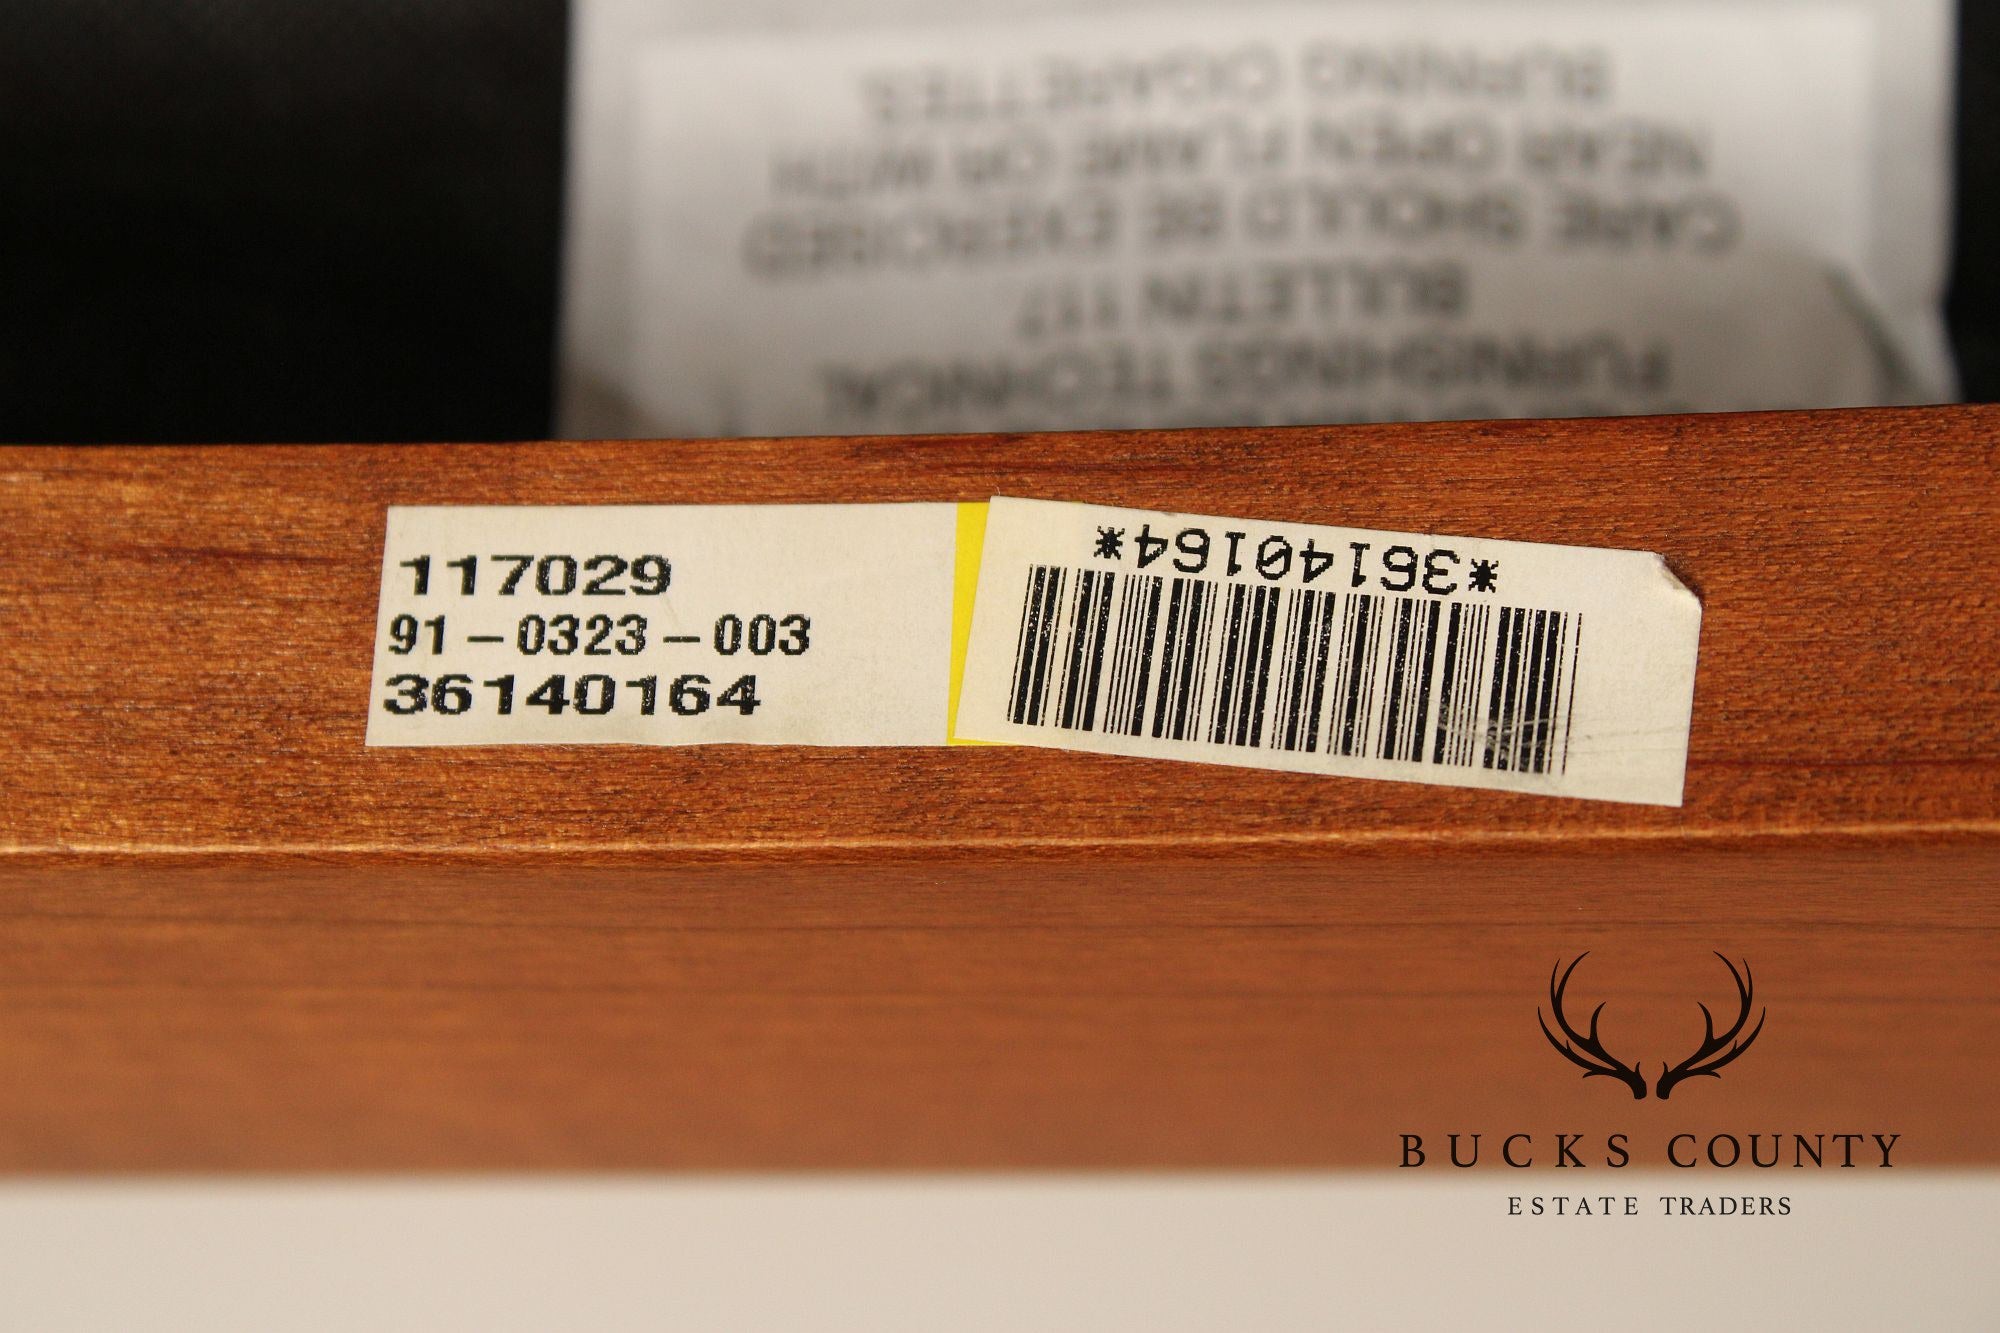 FURNISHINGS TECHNICAL
BULLETIN 117
CARE SHOULD BE EXERCISED
NEAR OPEN FLAME OR WITH
BURNING CIGARETTES
117029
91-0323-003
36140164
*36140164*
BUCKS COUNTY
ESTATE TRADERS